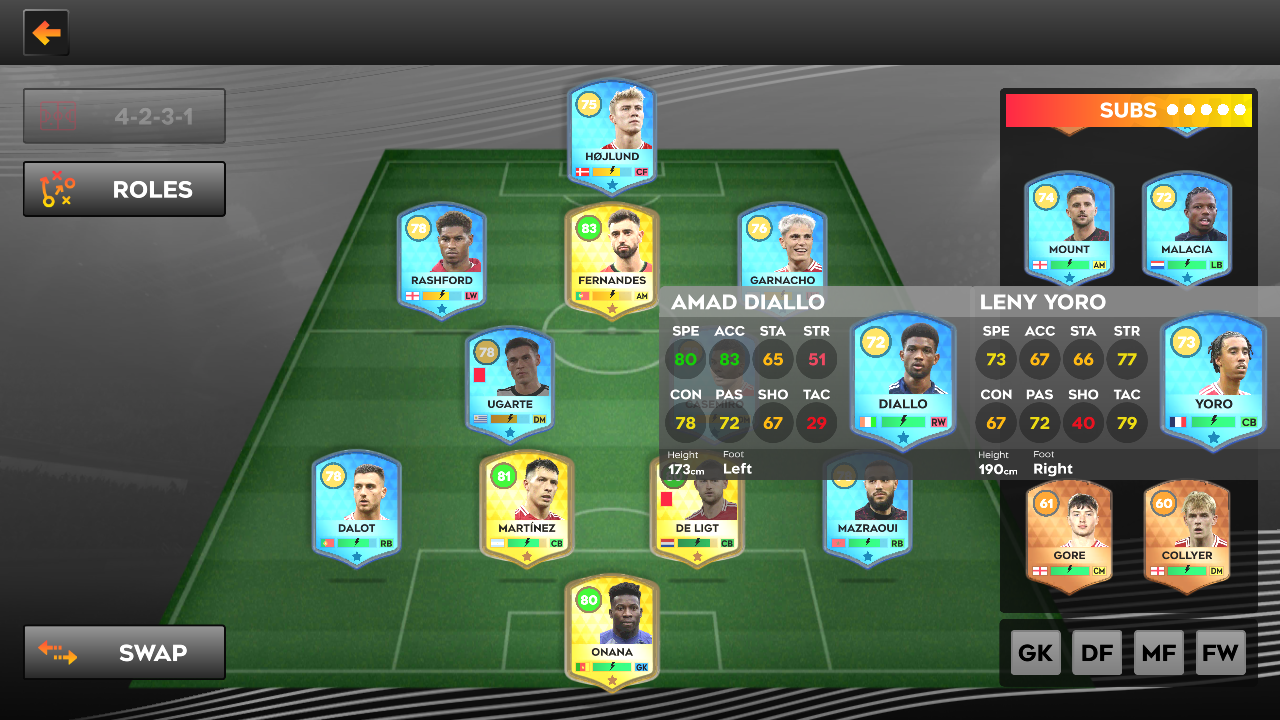 4-2-3-1
ROLES
75
HØJLUND
CF
78
RASHFORD
LW
83
FERNANDES
AM
76
GARNACHO
SUBS
74
MOUNT
AM
72
MALACIA
LB
AMAD DIALLO
SPE ACC STA STR
80 83 65 51
CON PAS SHO TAC
78 72 67 29
Height Foot
173cm Left
72
DIALLO
RW
LENY YORO
SPE ACC STA STR
73 67 66 77
CON PAS SHO TAC
67 72 40 79
Height Foot
190cm Right
73
YORO
CB
78
UGARTE
DM
CASEMIRO
78
DALOT
RB
81
MARTÍNEZ
CB
DE LIGT
CB
MAZRAOUI
RB
61
GORE
CM
60
COLLYER
DM
80
ONANA
GK
SWAP
GK DF MF FW